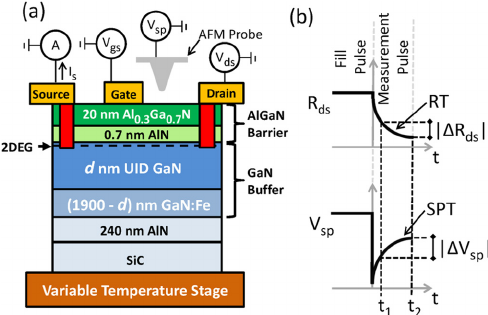 (a)
A
I_s
V_gs
V_sp
AFM Probe
V_ds
Source
Gate
Drain
20 nm Al_0.3Ga_0.7N
0.7 nm AlN
AlGaN
Barrier
2DEG
d nm UID GaN
(1900 - d) nm GaN:Fe
GaN
Buffer
240 nm AlN
SiC
Variable Temperature Stage
(b)
Fill
Pulse
Measurement
Pulse
R_ds
RT
|ΔR_ds|
t
V_sp
SPT
|ΔV_sp|
t
t_1
t_2